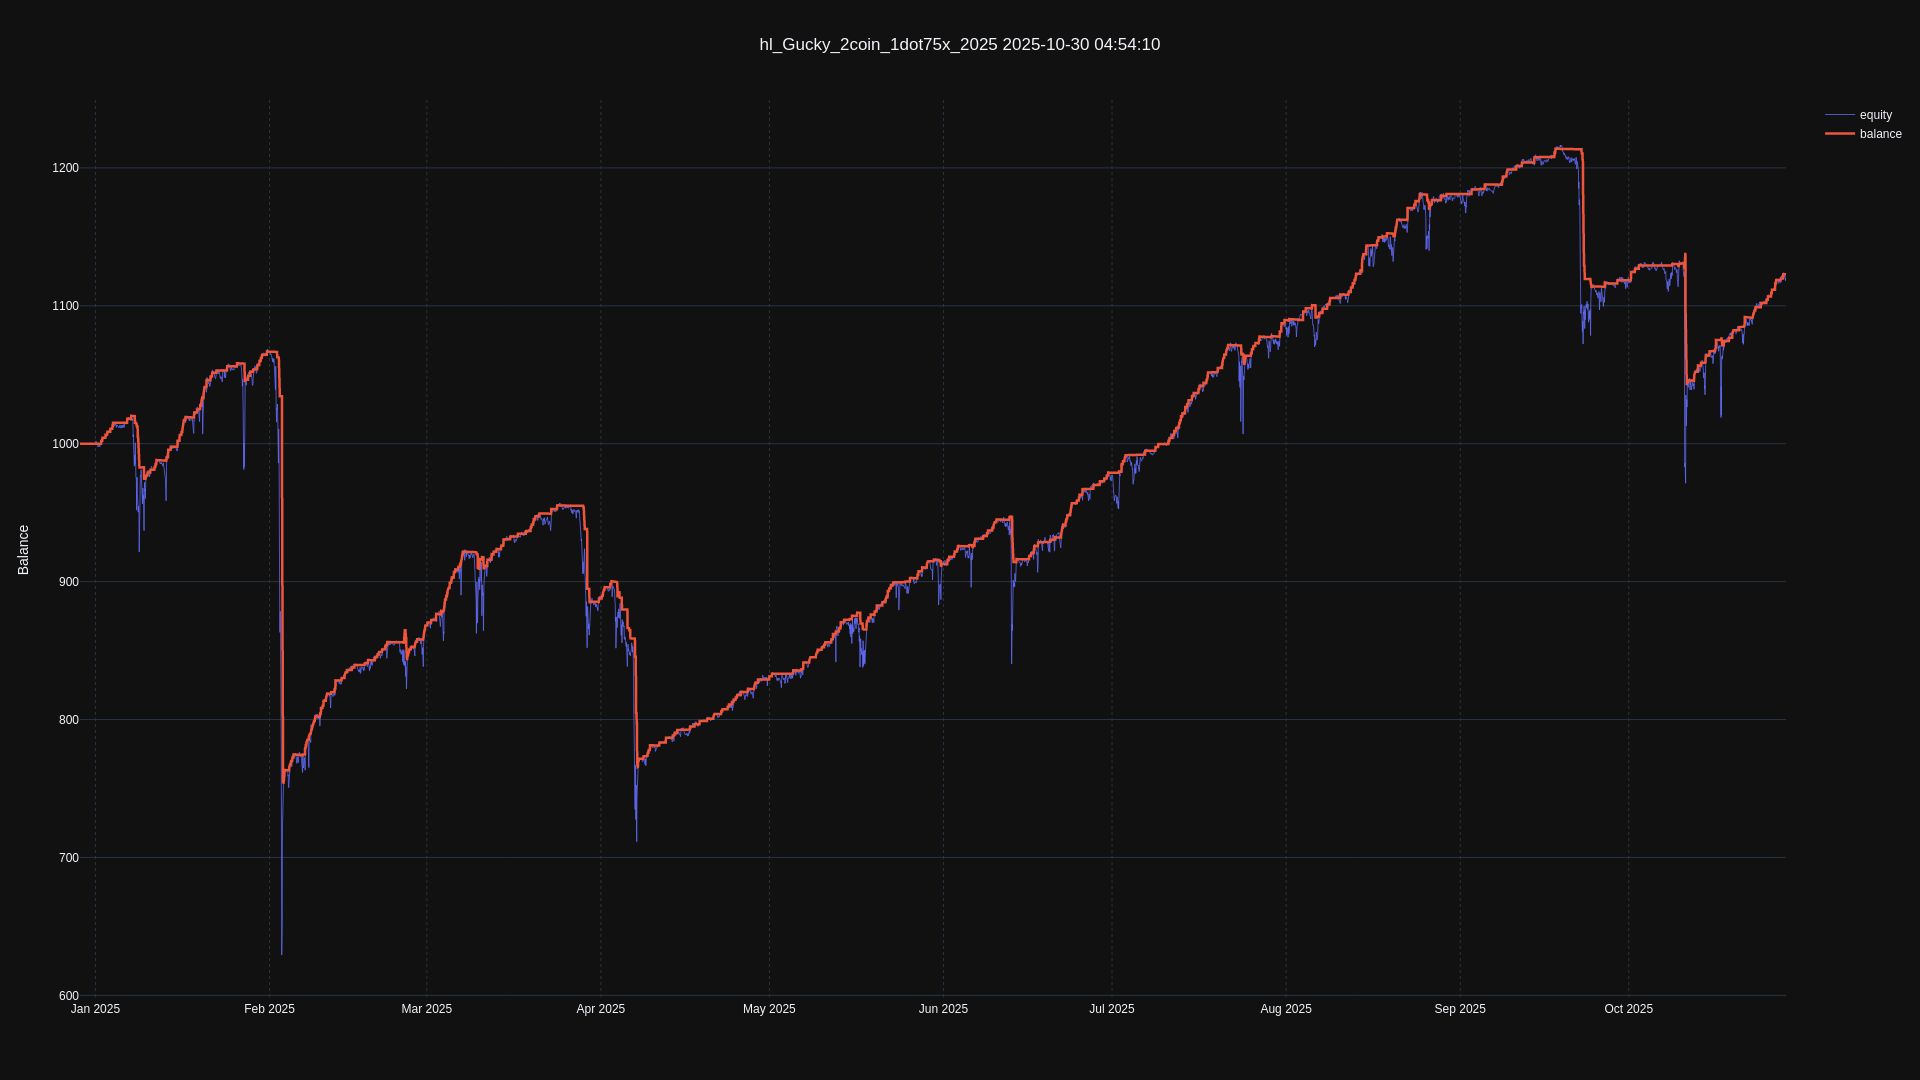 hl_Gucky_2coin_1dot75x_2025 2025-10-30 04:54:10
equity
balance
1200
1100
1000
900
800
700
600
Balance
Jan 2025
Feb 2025
Mar 2025
Apr 2025
May 2025
Jun 2025
Jul 2025
Aug 2025
Sep 2025
Oct 2025